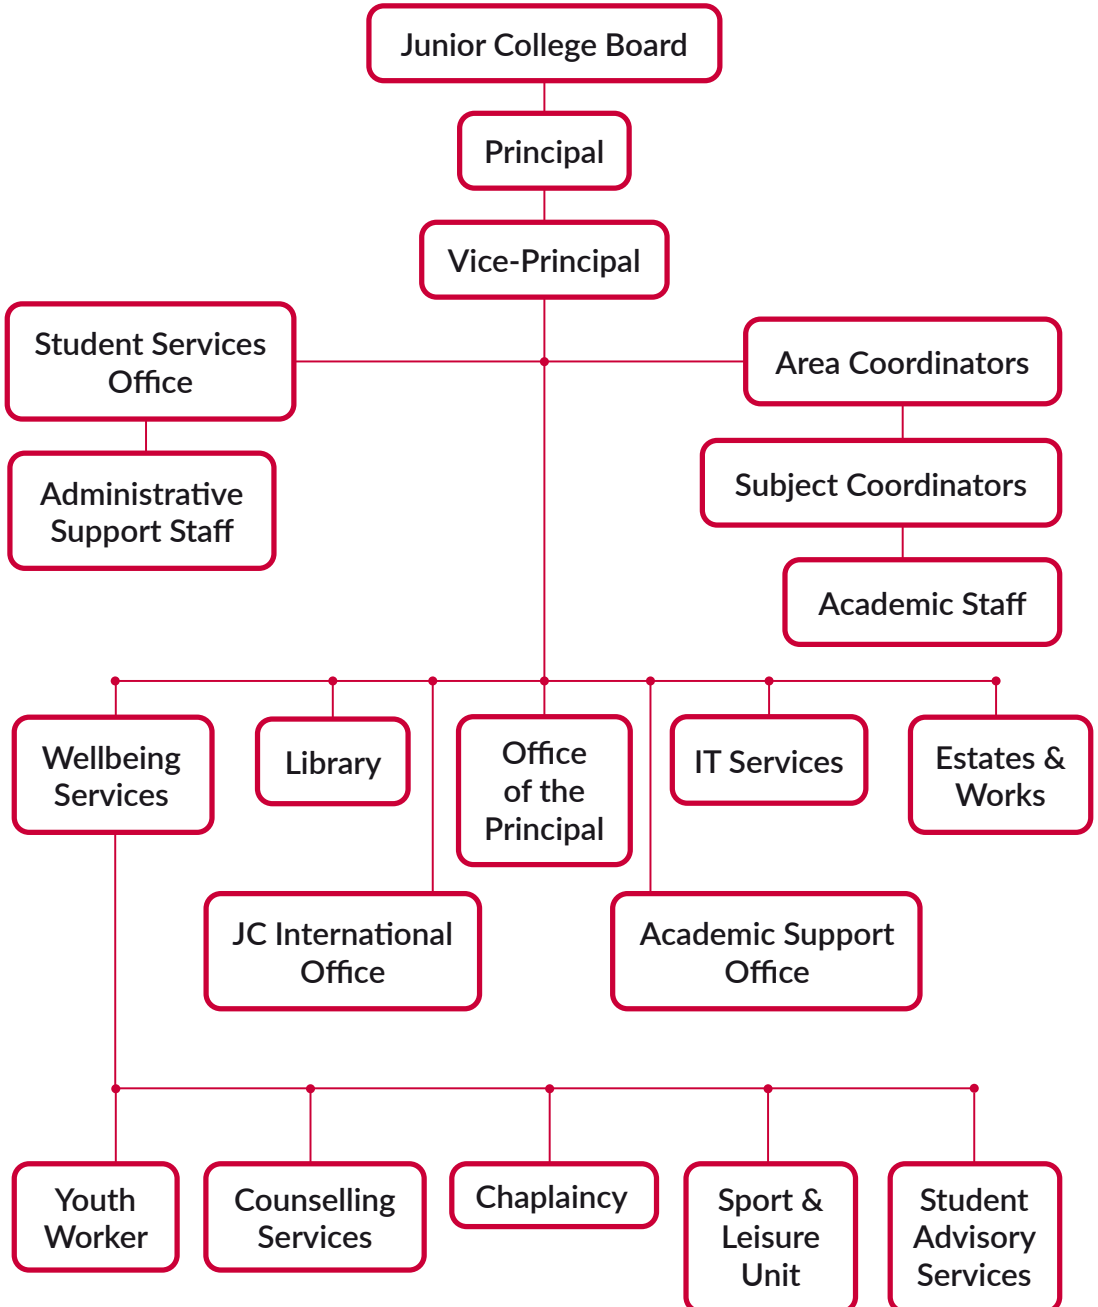 Junior College Board
Principal
Vice-Principal
Student Services
Office
Area Coordinators
Administrative
Support Staff
Subject Coordinators
Academic Staff
Wellbeing
Services
Library
Office
of the
Principal
IT Services
Estates &
Works
JC International
Office
Academic Support
Office
Youth
Worker
Counselling
Services
Chaplaincy
Sport &
Leisure
Unit
Student
Advisory
Services